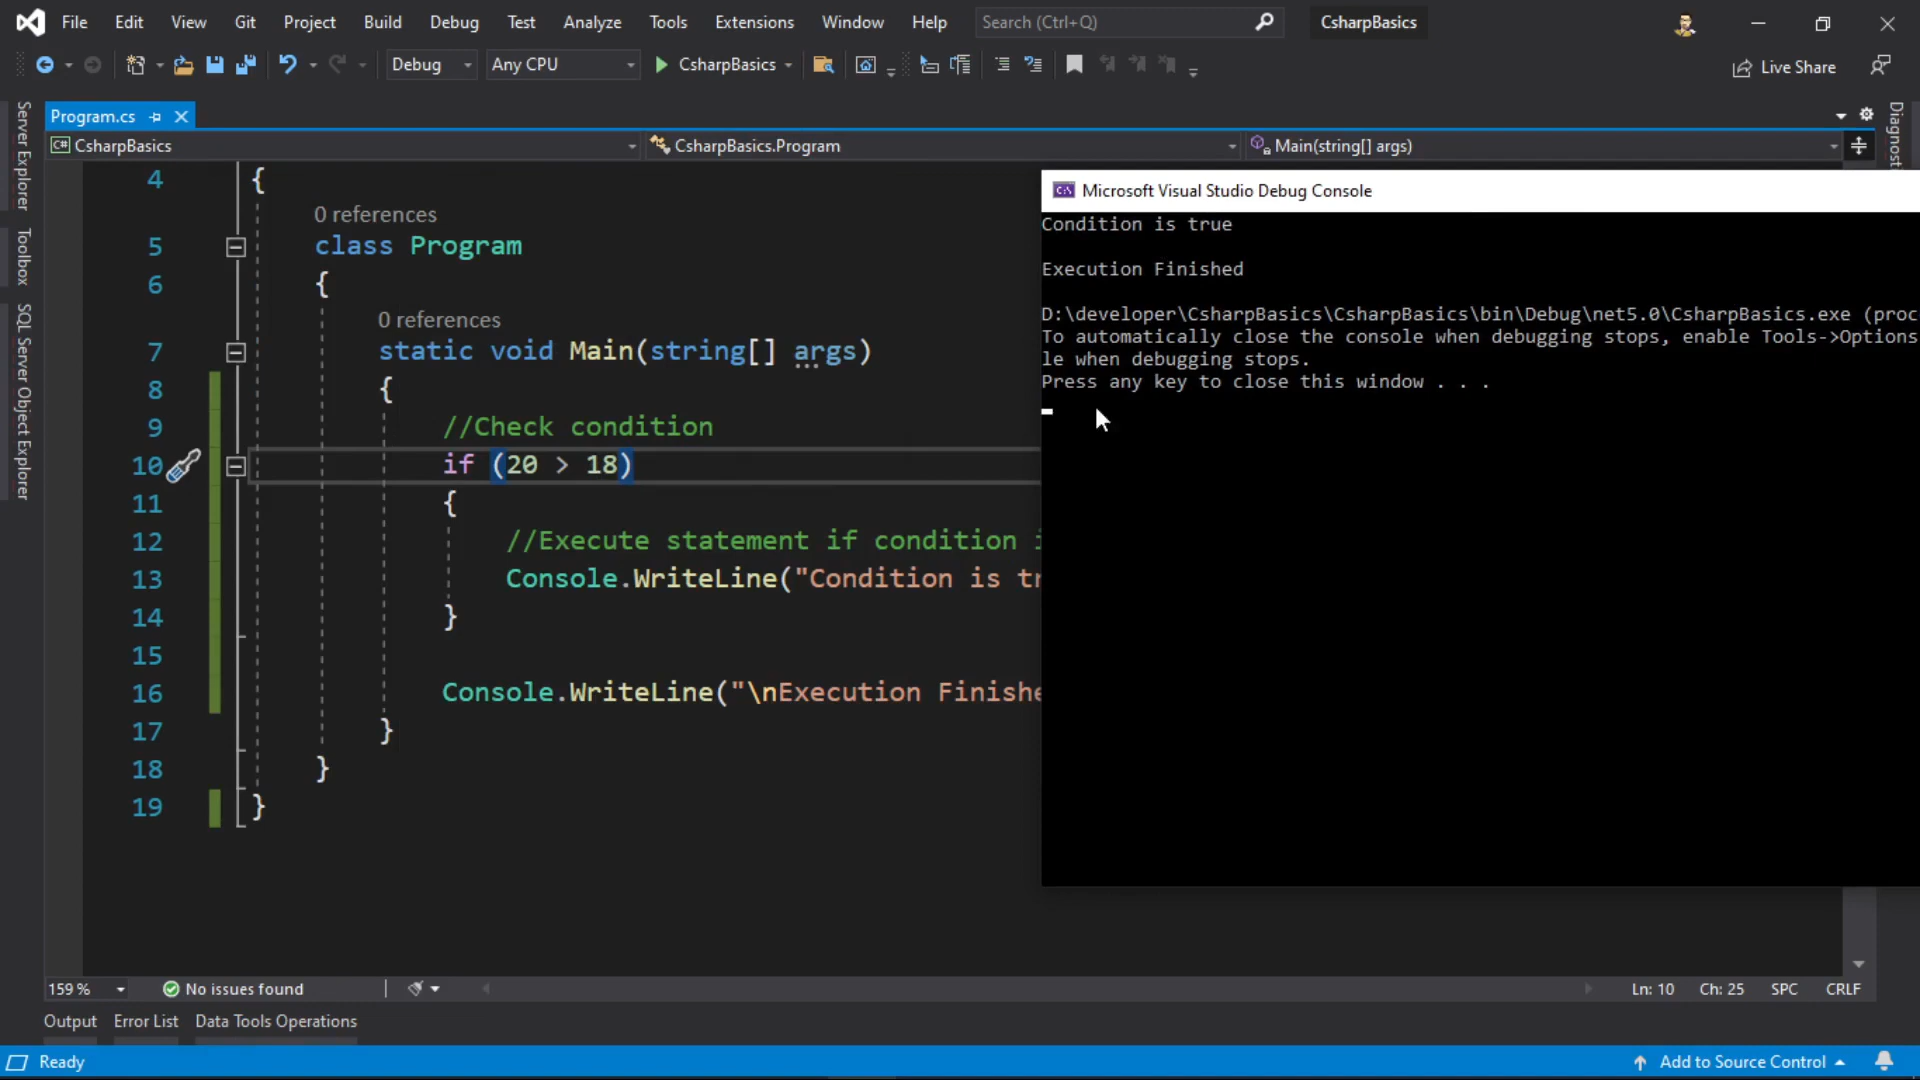 File Edit View Git Project Build Debug Test Analyze Tools Extensions Window Help Search (Ctrl+Q) CsharpBasics
Debug Any CPU CsharpBasics Live Share
Server Explorer
Toolbox
SQL Server Object Explorer
Program.cs
C# CsharpBasics CsharpBasics.Program Main(string[] args)
4 {
0 references
5 class Program
6 {
0 references
7 static void Main(string[] args)
8 {
9 //Check condition
10 if (20 > 18)
11 {
12 //Execute statement if condition i
13 Console.WriteLine("Condition is tr
14 }
15
16 Console.WriteLine("\nExecution Finishe
17 }
18 }
19 }
Microsoft Visual Studio Debug Console
Condition is true
Execution Finished
D:\developer\CsharpBasics\CsharpBasics\bin\Debug\net5.0\CsharpBasics.exe (proc
To automatically close the console when debugging stops, enable Tools->Options
le when debugging stops.
Press any key to close this window . . .
Diagnost
159 % No issues found Ln: 10 Ch: 25 SPC CRLF
Output Error List Data Tools Operations
Ready Add to Source Control